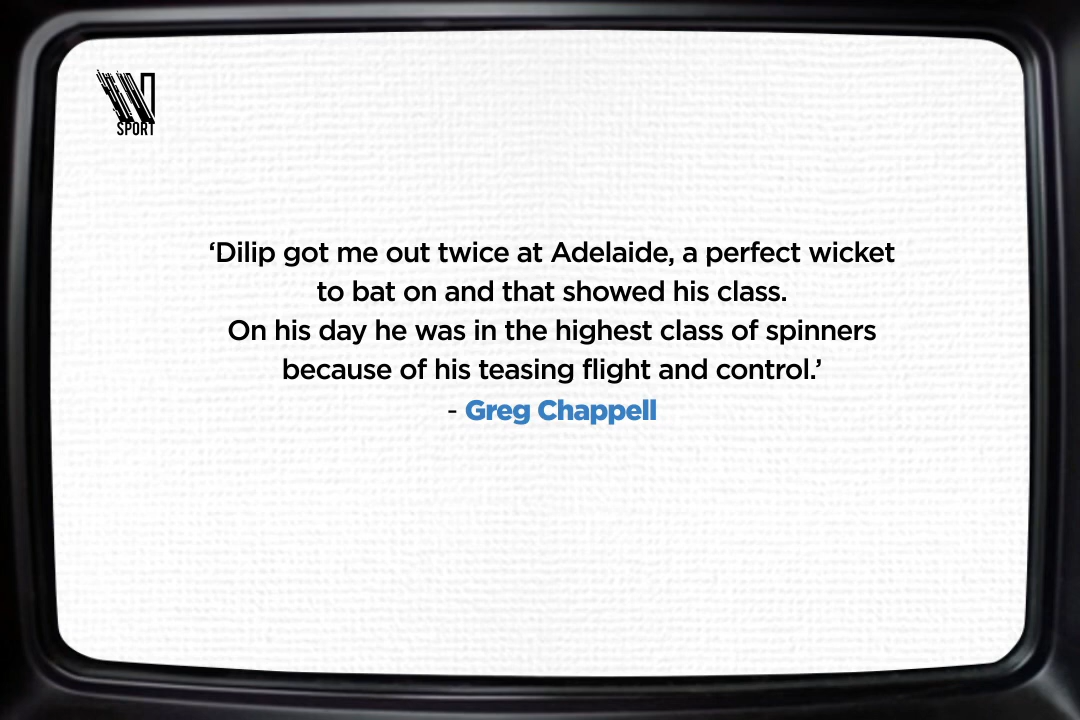 SPORT
‘Dilip got me out twice at Adelaide, a perfect wicket
to bat on and that showed his class.
On his day he was in the highest class of spinners
because of his teasing flight and control.’
- Greg Chappell